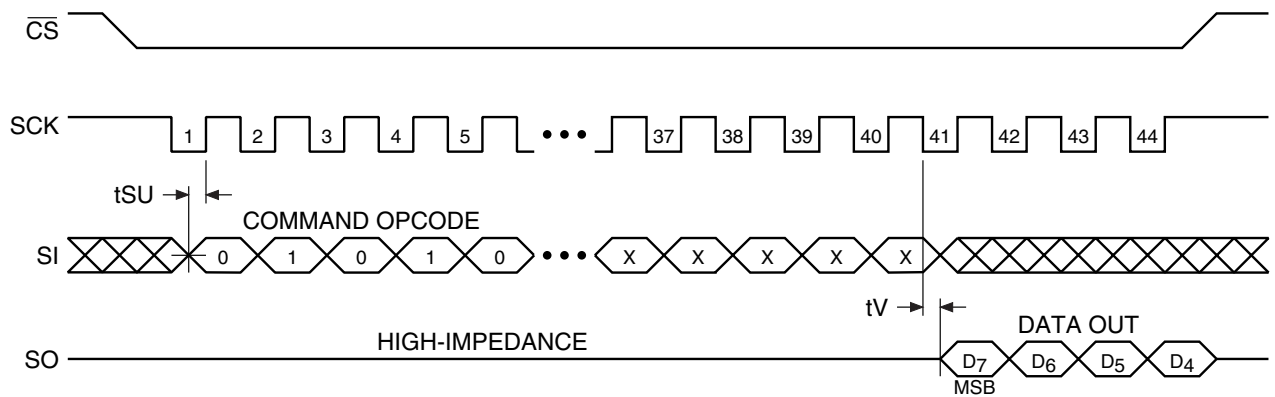 CS
SCK 1 2 3 4 5 ••• 37 38 39 40 41 42 43 44
tSU
COMMAND OPCODE
SI 0 1 0 1 0 ••• X X X X X
tV
HIGH-IMPEDANCE
DATA OUT
SO D7 D6 D5 D4
MSB